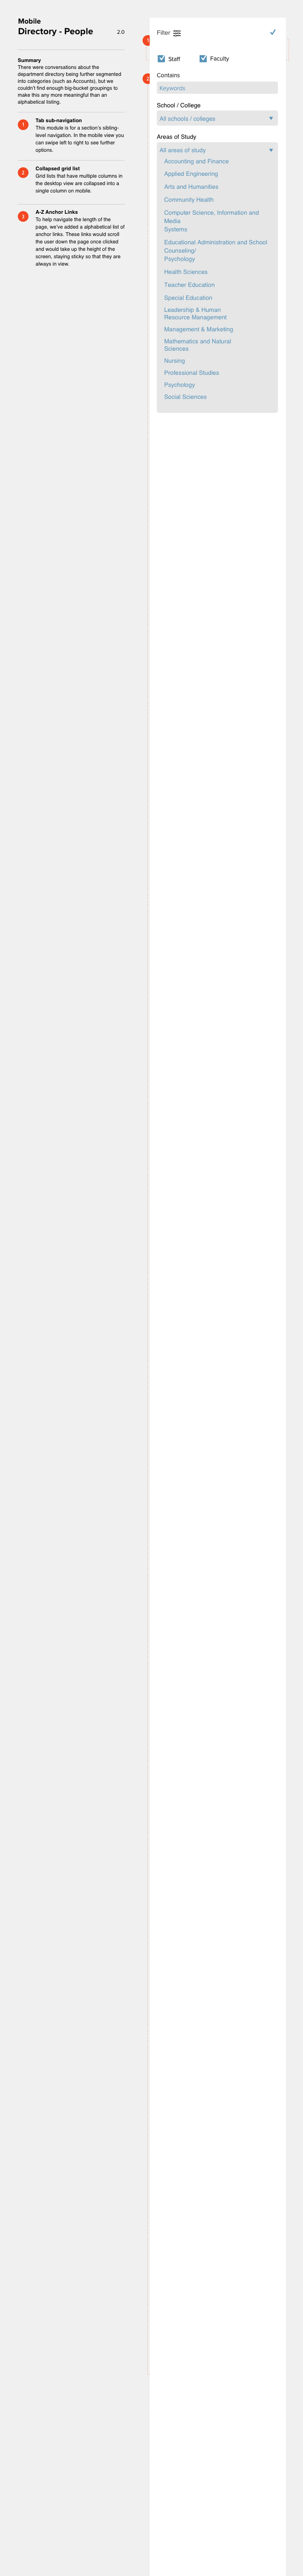 Mobile
Directory - People 2.0
Summary
There were conversations about the
department directory being further segmented
into categories (such as Accounts), but we
couldn't find enough big-bucket groupings to
make this any more meaningful than an
alphabetical listing.
1 Tab sub-navigation
This module is for a section's sibling-
level navigation. In the mobile view you
can swipe left to right to see further
options.
2 Collapsed grid list
Grid lists that have multiple columns in
the desktop view are collapsed into a
single column on mobile.
3 A-Z Anchor Links
To help navigate the length of the
page, we've added a alphabetical list of
anchor links. These links would scroll
the user down the page once clicked
and would take up the height of the
screen, staying sticky so that they are
always in view.
1
2
Filter
Staff Faculty
Contains
Keywords
School / College
All schools / colleges
Areas of Study
All areas of study
Accounting and Finance
Applied Engineering
Arts and Humanities
Community Health
Computer Science, Information and
Media
Systems
Educational Administration and School
Counseling/
Psychology
Health Sciences
Teacher Education
Special Education
Leadership & Human
Resource Management
Management & Marketing
Mathematics and Natural
Sciences
Nursing
Professional Studies
Psychology
Social Sciences